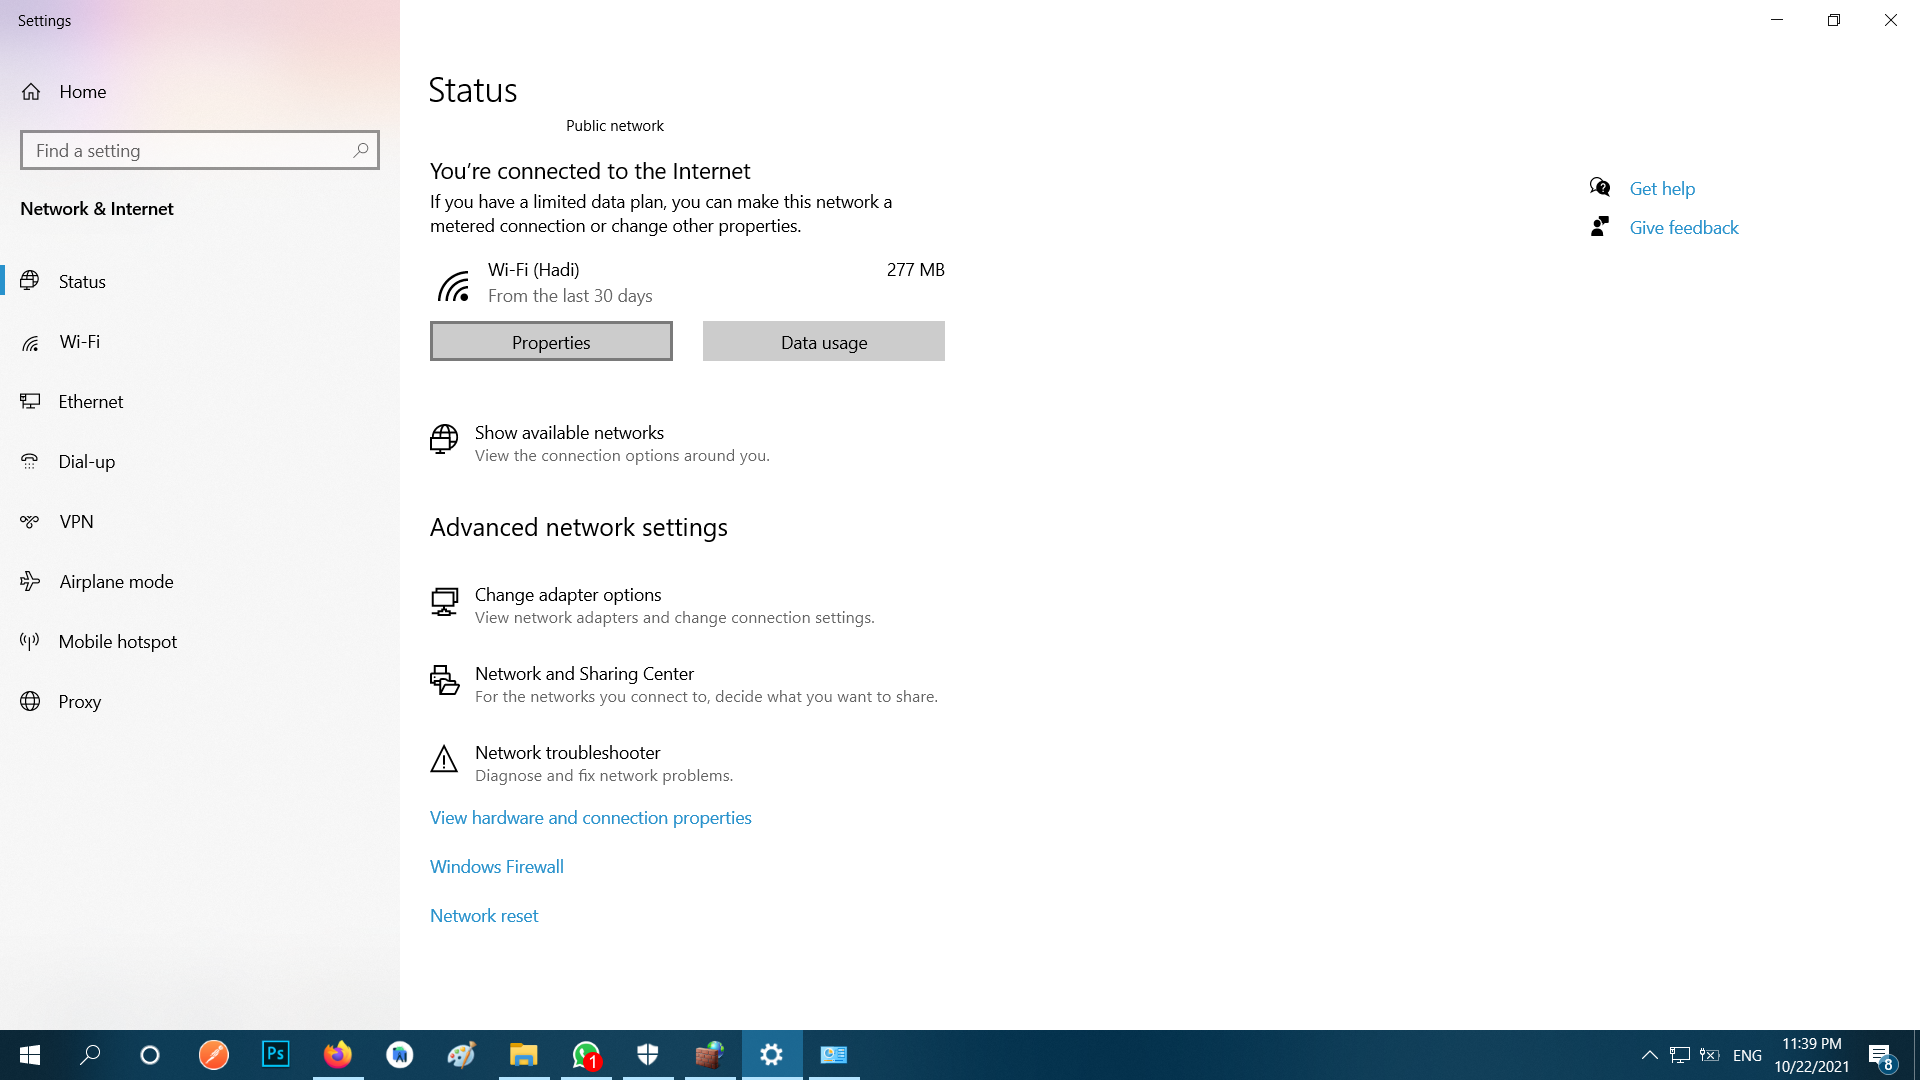 Settings
Home
Find a setting
Network & Internet
Status
Wi-Fi
Ethernet
Dial-up
VPN
Airplane mode
Mobile hotspot
Proxy
Status
Public network
You're connected to the Internet
If you have a limited data plan, you can make this network a
metered connection or change other properties.
Wi-Fi (Hadi)
277 MB
From the last 30 days
Properties
Data usage
Show available networks
View the connection options around you.
Advanced network settings
Change adapter options
View network adapters and change connection settings.
Network and Sharing Center
For the networks you connect to, decide what you want to share.
Network troubleshooter
Diagnose and fix network problems.
View hardware and connection properties
Windows Firewall
Network reset
Get help
Give feedback
Ps
1
ENG
11:39 PM
10/22/2021
8